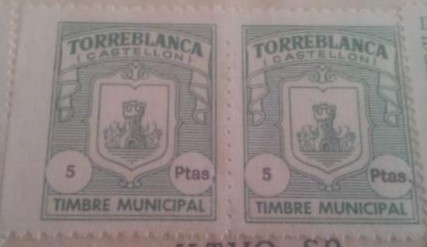 TORREBLANCA
(CASTELLON)
5 Ptas.
TIMBRE MUNICIPAL
TORREBLANCA
(CASTELLON)
5 Ptas.
TIMBRE MUNICIPAL